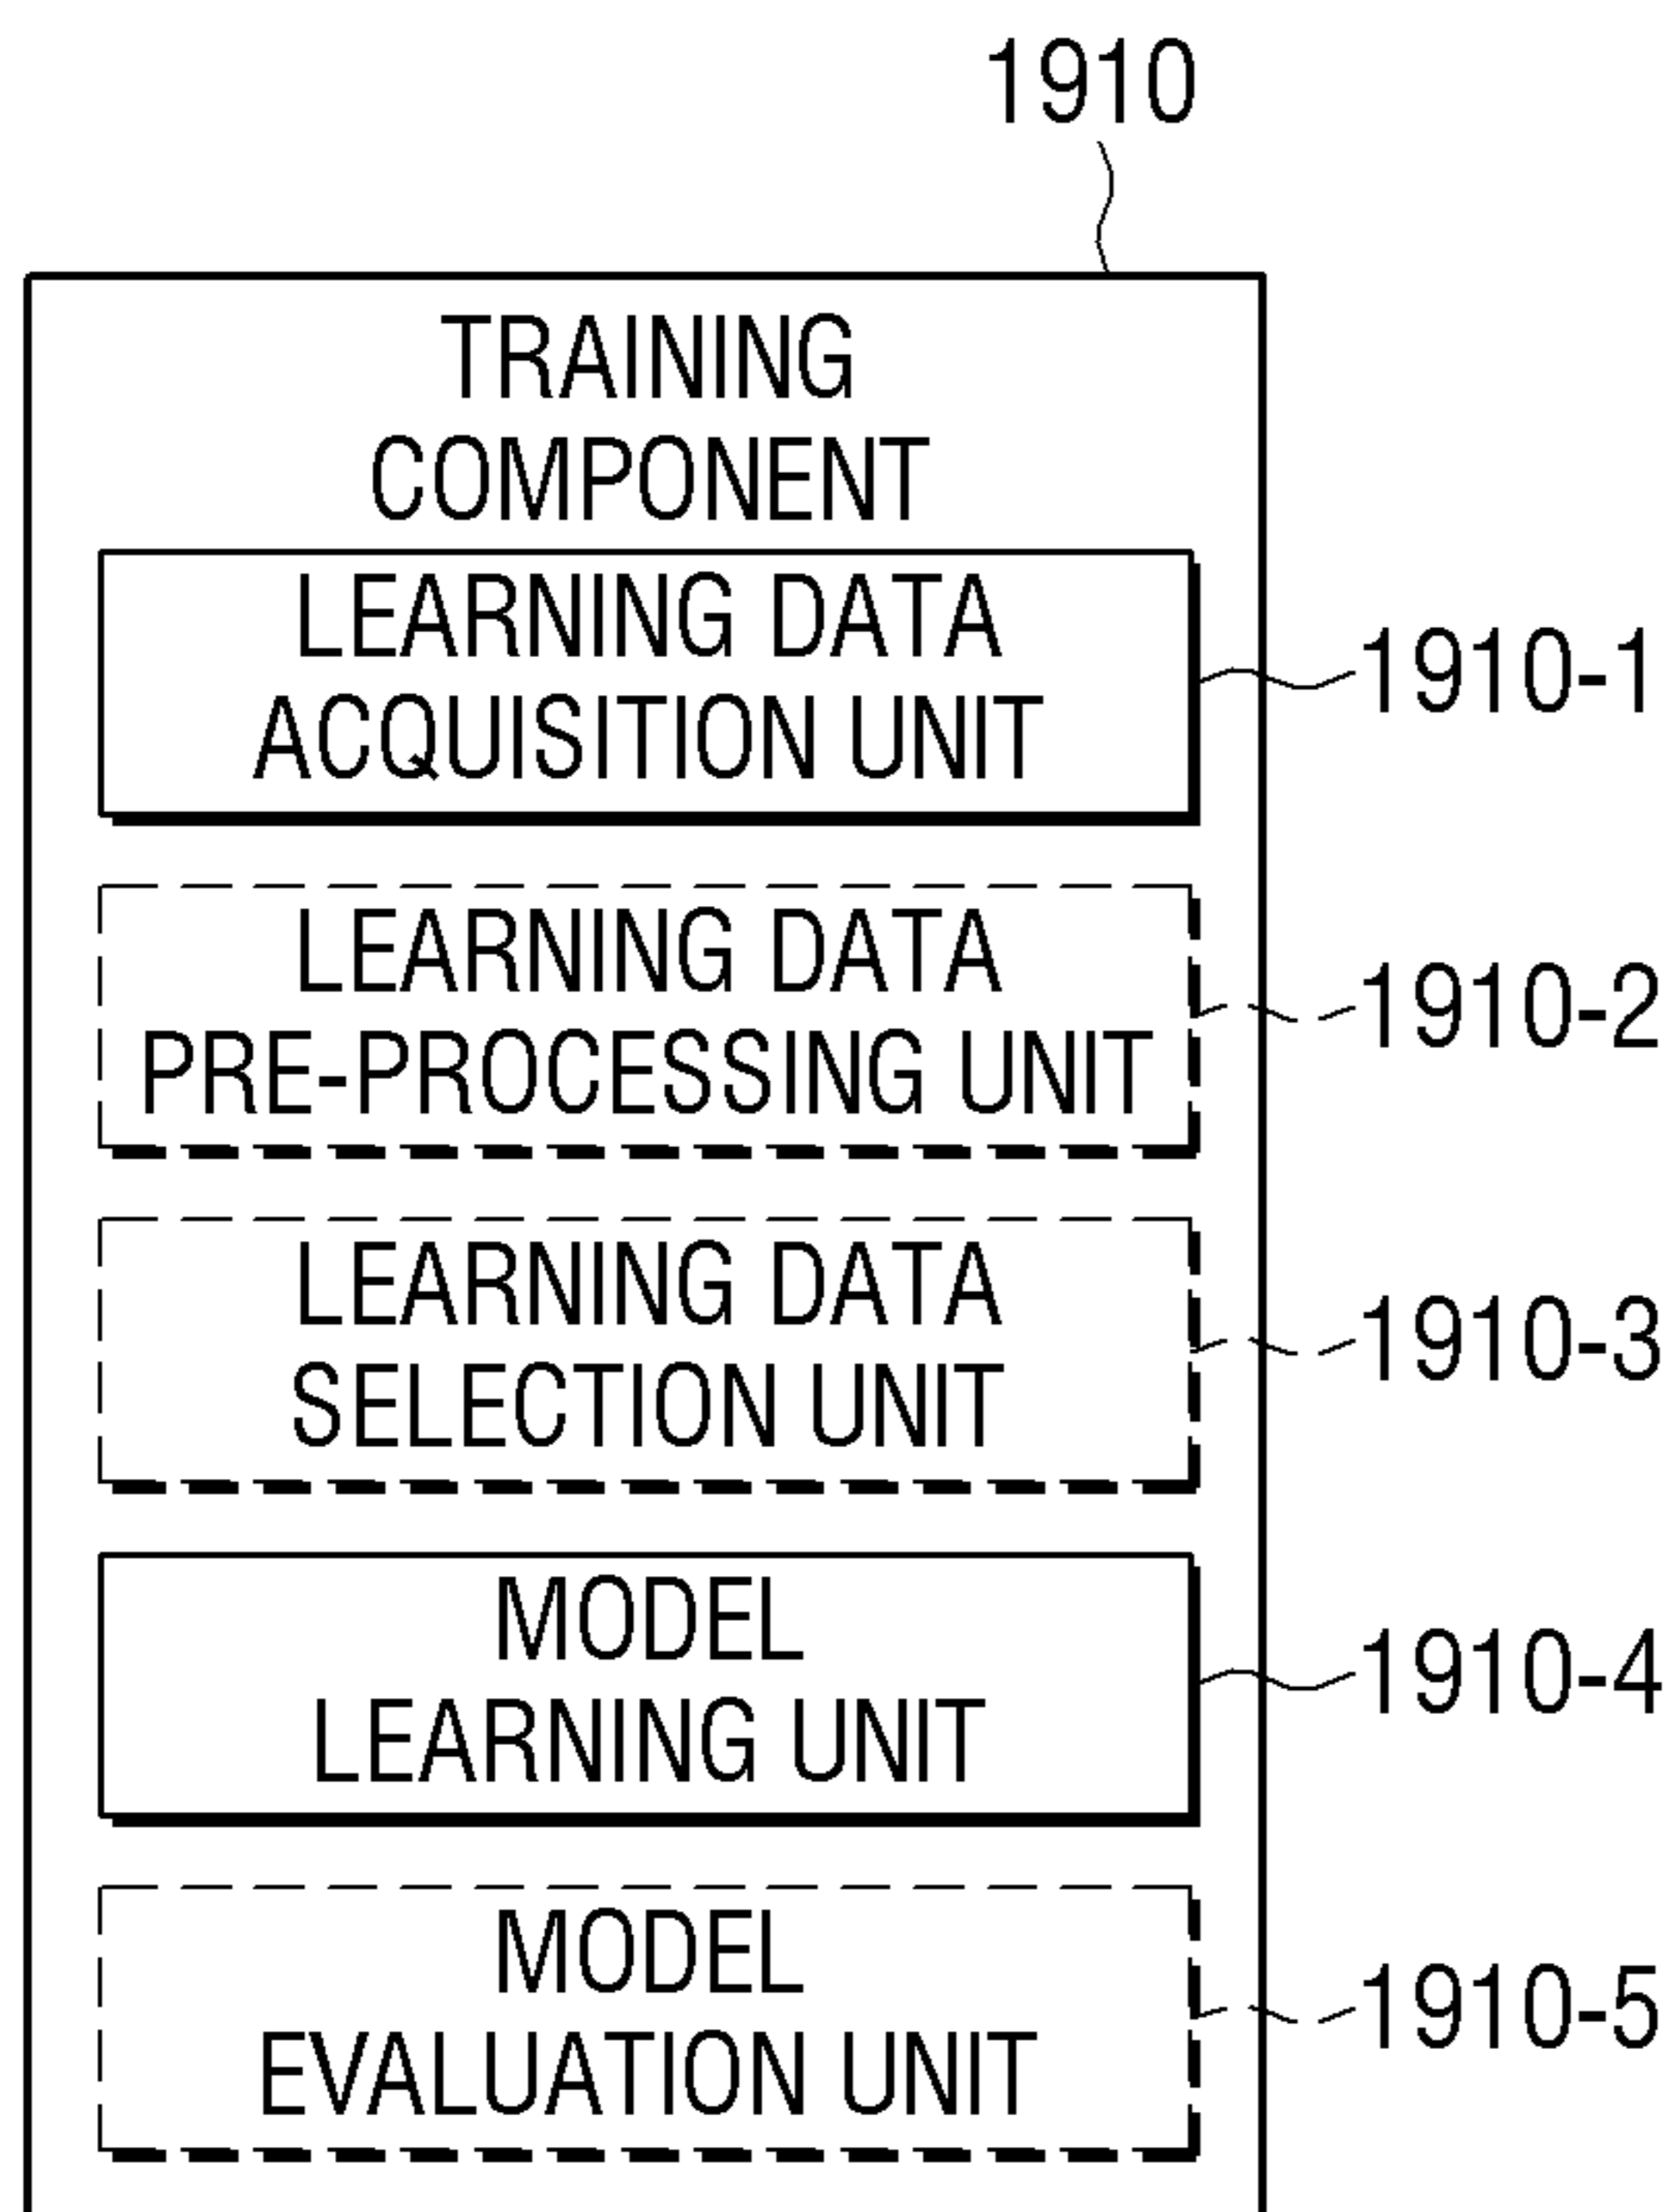 1910
TRAINING
COMPONENT
LEARNING DATA
ACQUISITION UNIT
1910-1
LEARNING DATA
PRE-PROCESSING UNIT
1910-2
LEARNING DATA
SELECTION UNIT
1910-3
MODEL
LEARNING UNIT
1910-4
MODEL
EVALUATION UNIT
1910-5